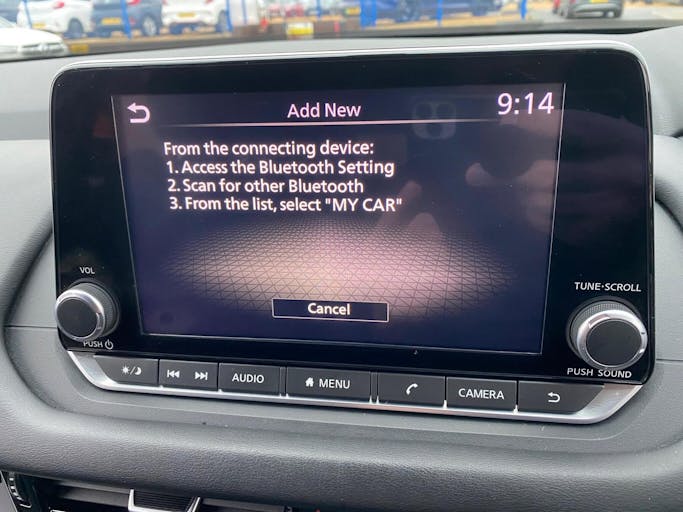 Add New
9:14
From the connecting device:
1. Access the Bluetooth Setting
2. Scan for other Bluetooth
3. From the list, select "MY CAR"
Cancel
VOL
PUSH
TUNE·SCROLL
PUSH SOUND
AUDIO
MENU
CAMERA